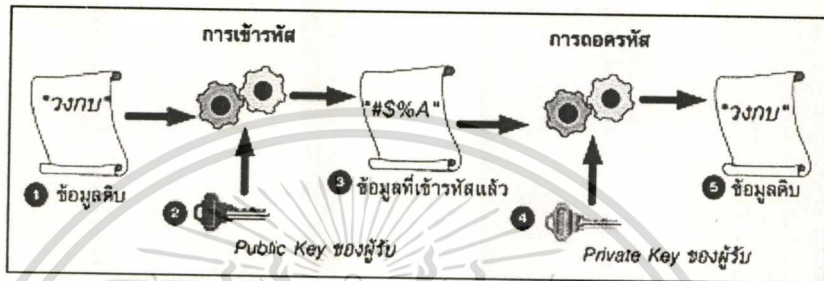 การเข้ารหัส
การถอดรหัส
"วงกบ"
"#$%A"
"วงกบ"
1 ข้อมูลดิบ
2
3 ข้อมูลที่เข้ารหัสแล้ว
4
5 ข้อมูลดิบ
Public Key ของผู้รับ
Private Key ของผู้รับ